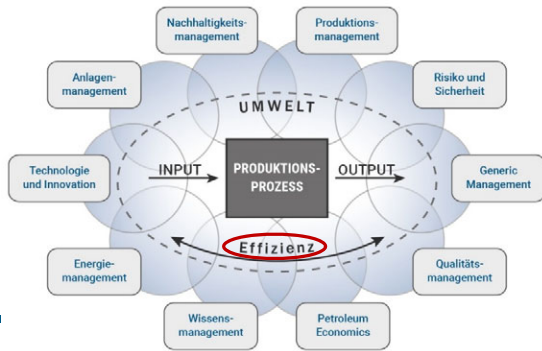 Nachhaltigkeits-
management
Produktions-
management
Anlagen-
management
Risiko und
Sicherheit
UMWELT
Technologie
und Innovation
INPUT
PRODUKTIONS-
PROZESS
OUTPUT
Generic
Management
Effizienz
Energie-
management
Qualitäts-
management
Wissens-
management
Petroleum
Economics